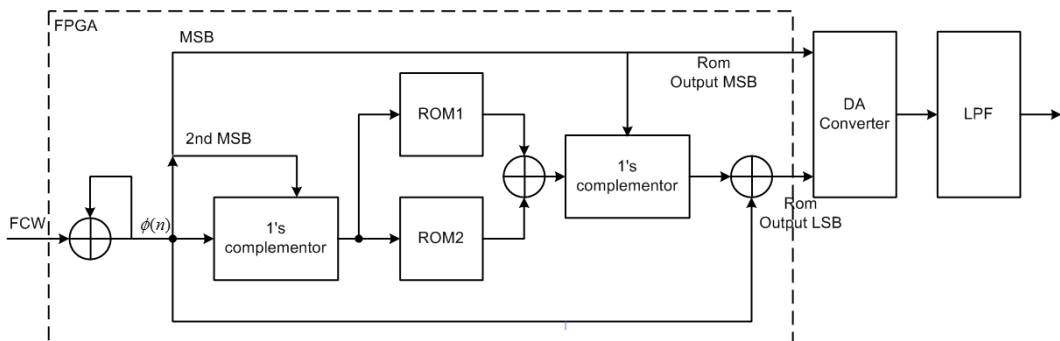 FPGA
MSB
Rom
Output MSB
2nd MSB
ROM1
DA
Converter
LPF
1's
complementor
FCW
ϕ(n)
1's
complementor
ROM2
Rom
Output LSB